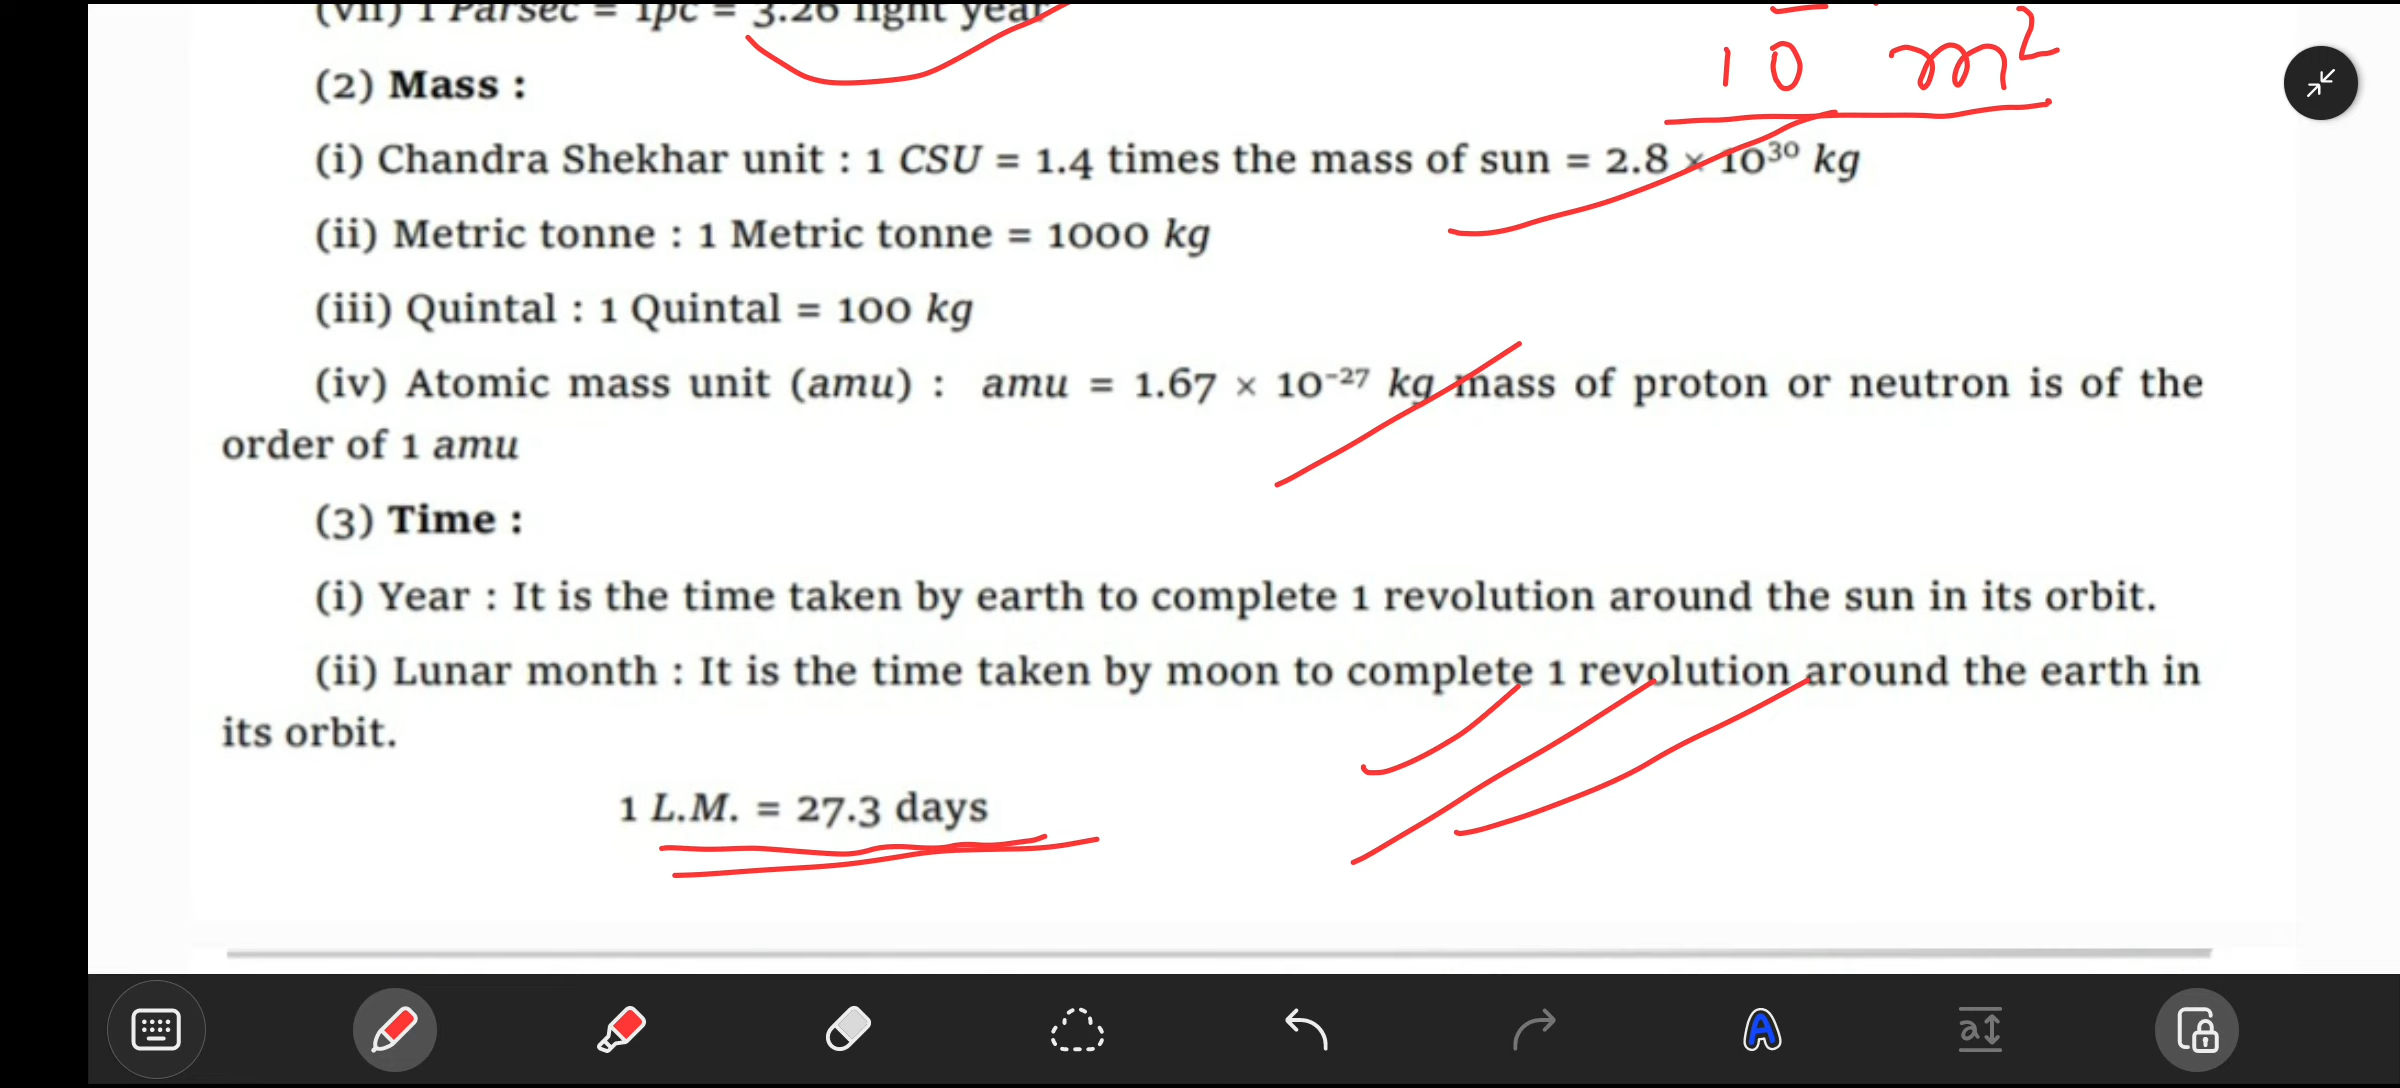 (vii) 1 Parsec = 1pc = 3.26 light year
10 m²
(2) Mass :
(i) Chandra Shekhar unit : 1 CSU = 1.4 times the mass of sun = 2.8 × 10³⁰ kg
(ii) Metric tonne : 1 Metric tonne = 1000 kg
(iii) Quintal : 1 Quintal = 100 kg
(iv) Atomic mass unit (amu) : amu = 1.67 × 10⁻²⁷ kg mass of proton or neutron is of the
order of 1 amu
(3) Time :
(i) Year : It is the time taken by earth to complete 1 revolution around the sun in its orbit.
(ii) Lunar month : It is the time taken by moon to complete 1 revolution around the earth in
its orbit.
1 L.M. = 27.3 days
A
a